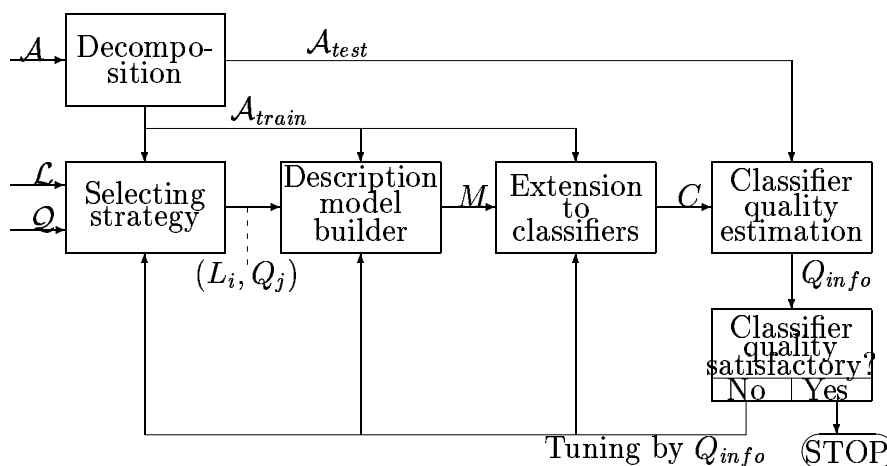 Decompo-
sition
𝒜
𝒜_test
𝒜_train
ℒ
𝒬
Selecting
strategy
Description
model
builder
M
Extension
to
classifiers
C
Classifier
quality
estimation
(L_i, Q_j)
Q_info
Classifier
quality
satisfactory?
No Yes
Tuning by Q_info
STOP